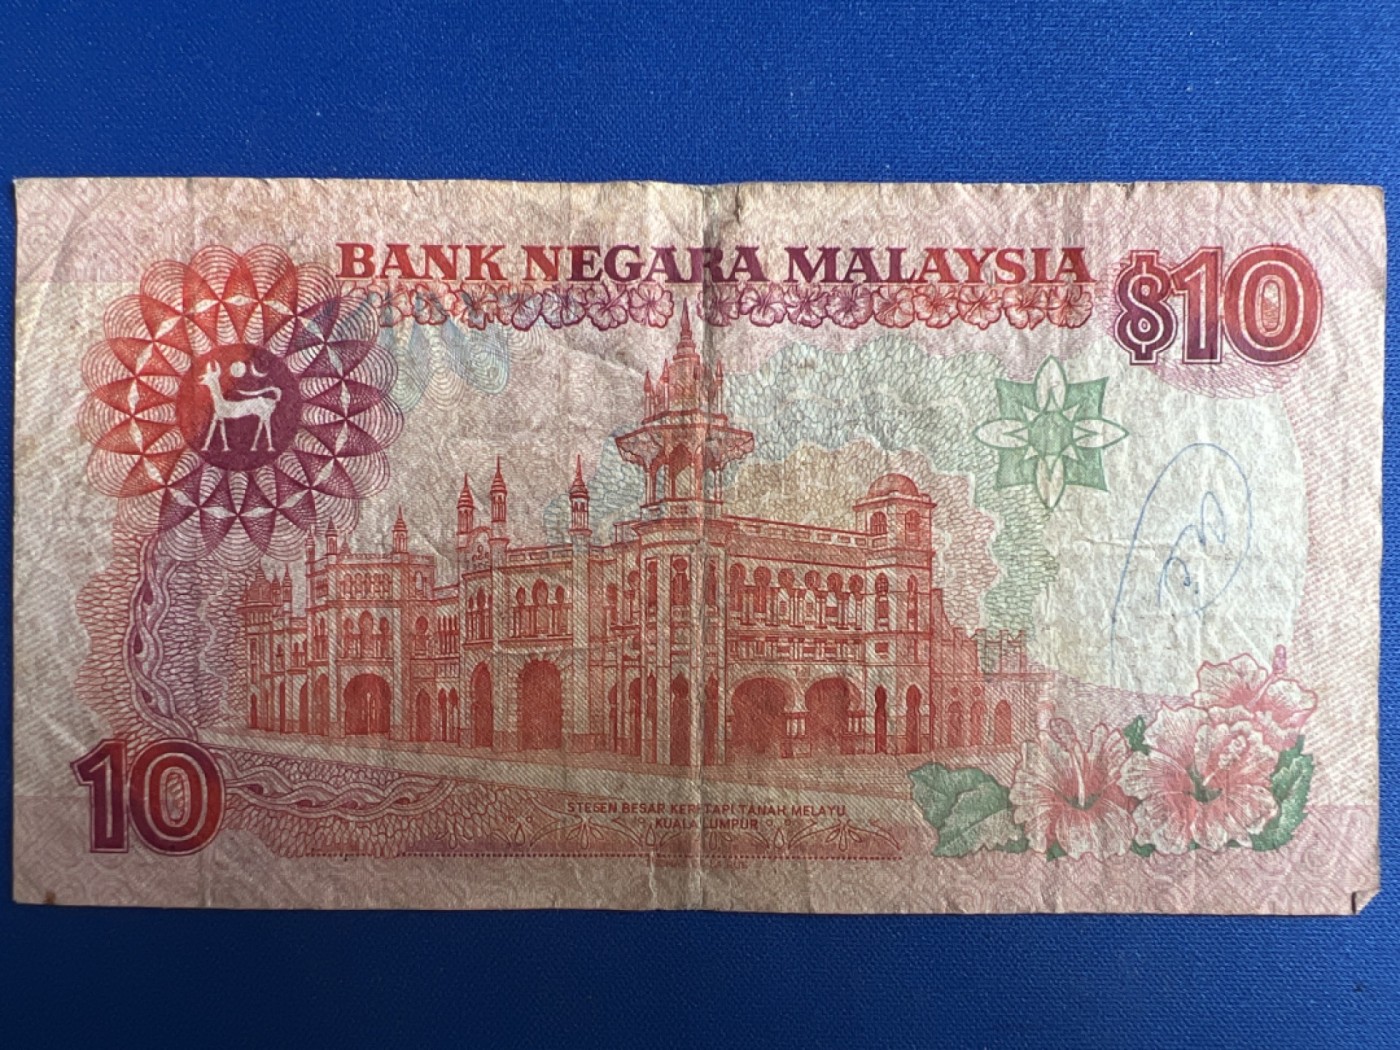 BANK NEGARA MALAYSIA
$10
10
STESEN BESAR KERETAPI TANAH MELAYU
KUALA LUMPUR